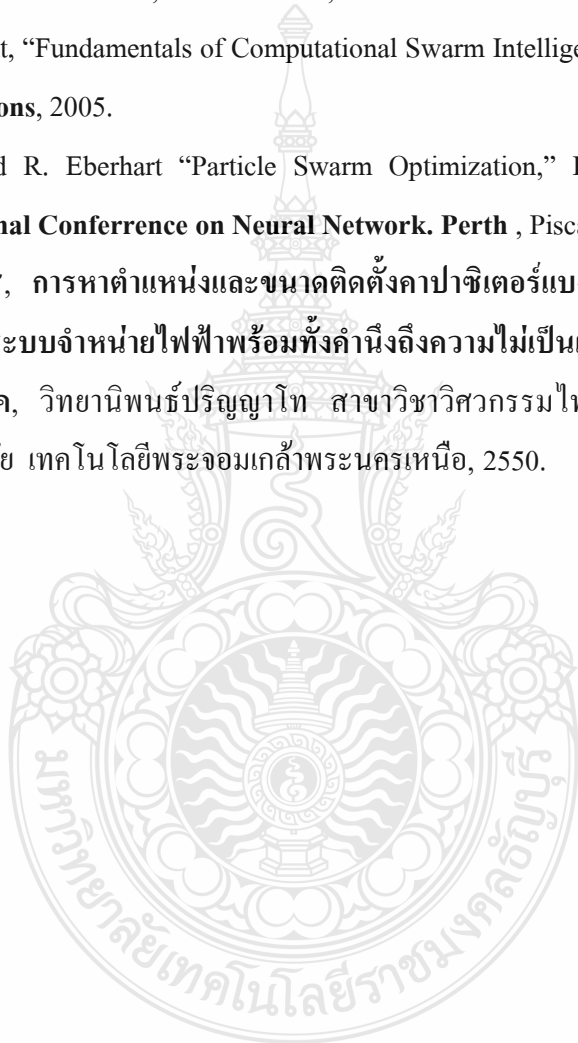 t, “Fundamentals of Computational Swarm Intellige
ons, 2005.
d R. Eberhart “Particle Swarm Optimization,”
nal Conferrence on Neural Network. Perth , Pisca
, การหาตำแหน่งและขนาดติดตั้งคาปาซิเตอร์แบ
ระบบจำหน่ายไฟฟ้าพร้อมทั้งคำนึงถึงความไม่เป็น
ค, วิทยานิพนธ์ปริญญาโท สาขาวิชาวิศวกรรมไฟ
ัย เทคโนโลยีพระจอมเกล้าพระนครเหนือ, 2550.
มหาวิทยาลัยเทคโนโลยีราชมงคลธัญบุรี